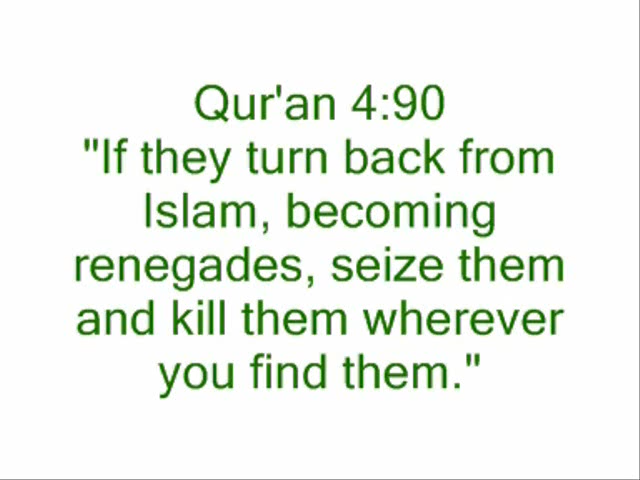 Qur'an 4:90
"If they turn back from
Islam, becoming
renegades, seize them
and kill them wherever
you find them."